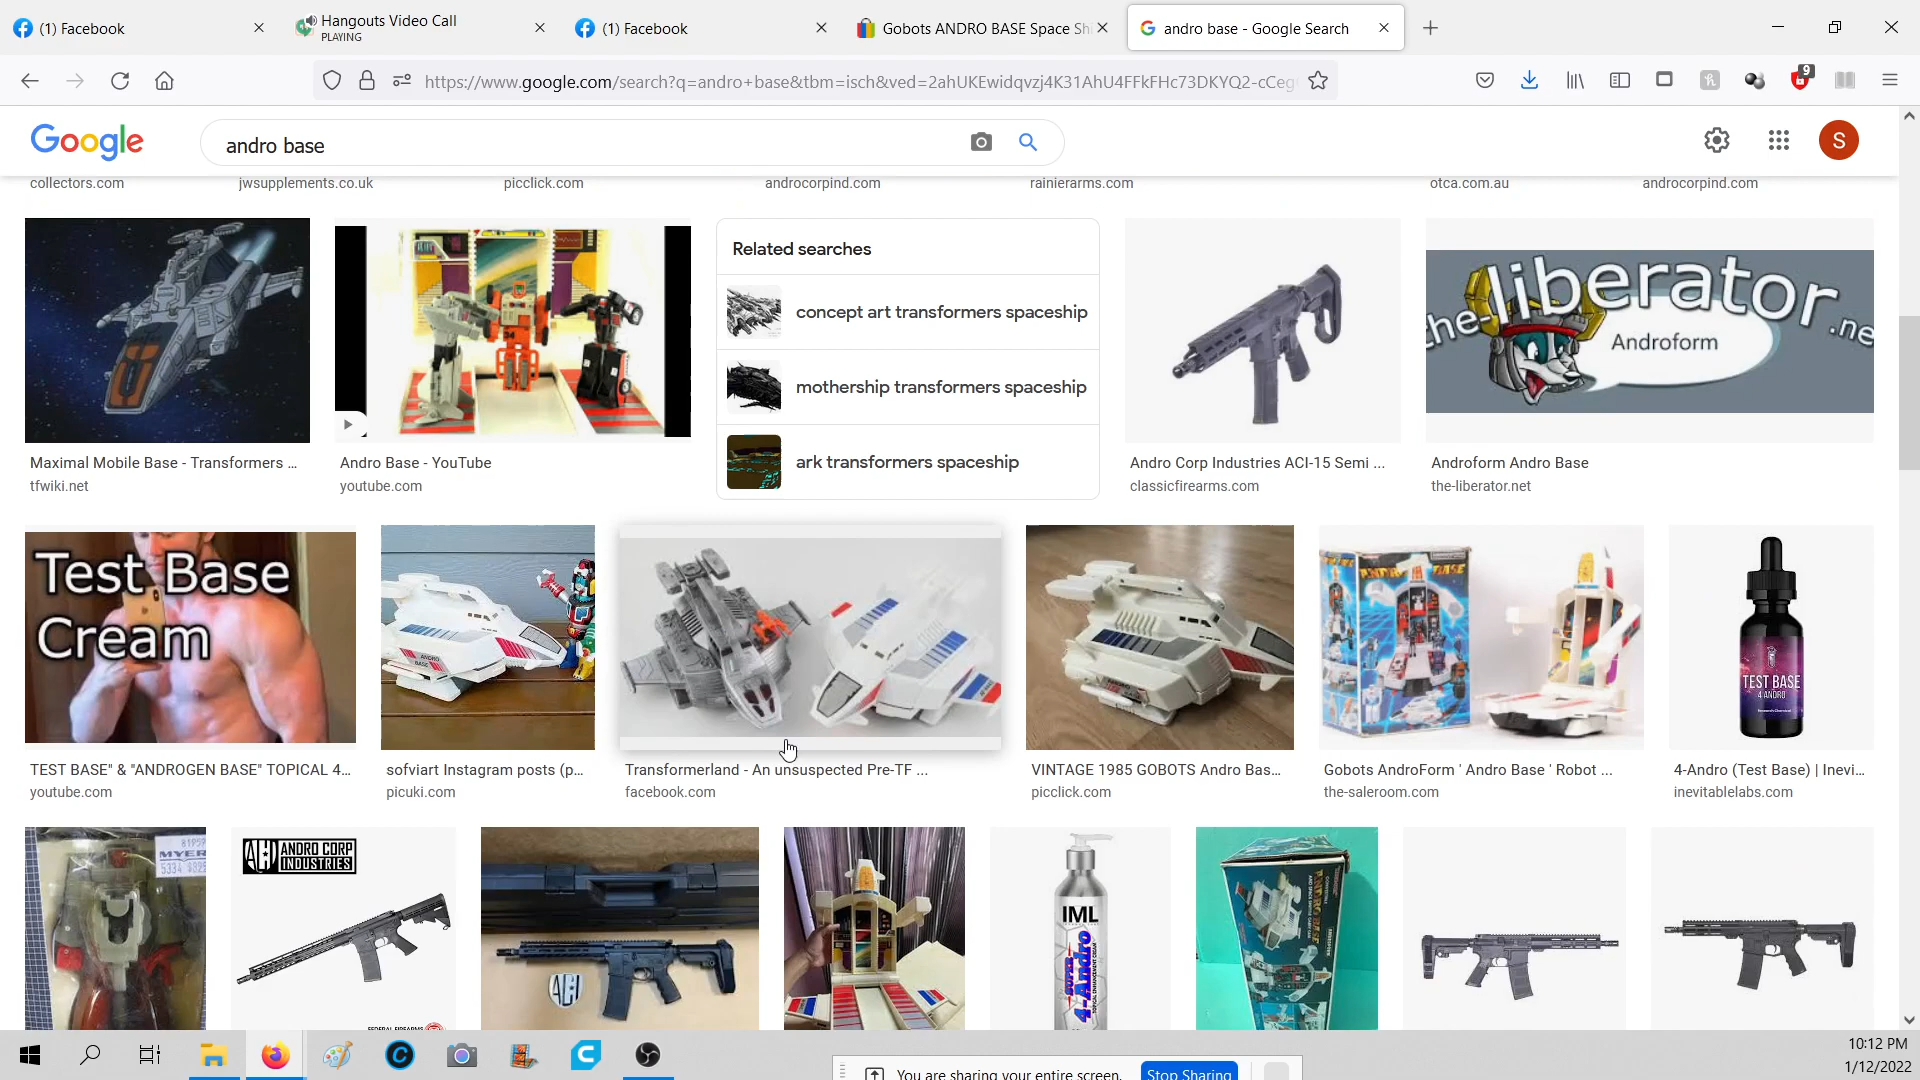 (1) Facebook
Hangouts Video Call
PLAYING
(1) Facebook
Gobots ANDRO BASE Space Shi
andro base - Google Search
https://www.google.com/search?q=andro+base&tbm=isch&ved=2ahUKEwidqvzj4K31AhU4FFkFHc73DKYQ2-cCeg
9
Google
andro base
S
collectors.com
jwsupplements.co.uk
picclick.com
androcorpind.com
rainierarms.com
otca.com.au
androcorpind.com
Related searches
concept art transformers spaceship
mothership transformers spaceship
ark transformers spaceship
the-liberator.ne
Androform
Maximal Mobile Base - Transformers ...
tfwiki.net
Andro Base - YouTube
youtube.com
Andro Corp Industries ACI-15 Semi ...
classicfirearms.com
Androform Andro Base
the-liberator.net
Test Base
Cream
ANDRO
BASE
ANDRO BASE
TEST BASE
4 ANDRO
TEST BASE" & "ANDROGEN BASE" TOPICAL 4...
youtube.com
sofviart Instagram posts (p...
picuki.com
Transformerland - An unsuspected Pre-TF ...
facebook.com
VINTAGE 1985 GOBOTS Andro Bas...
picclick.com
Gobots AndroForm ' Andro Base ' Robot ...
the-saleroom.com
4-Andro (Test Base) | Inevi...
inevitablelabs.com
MYER
ANDRO CORP
INDUSTRIES
FEDERAL FIREARMS
IML
SUPER
4-Andro
ANDRO BASE
10:12 PM
1/12/2022
You are sharing your entire screen.
Stop Sharing